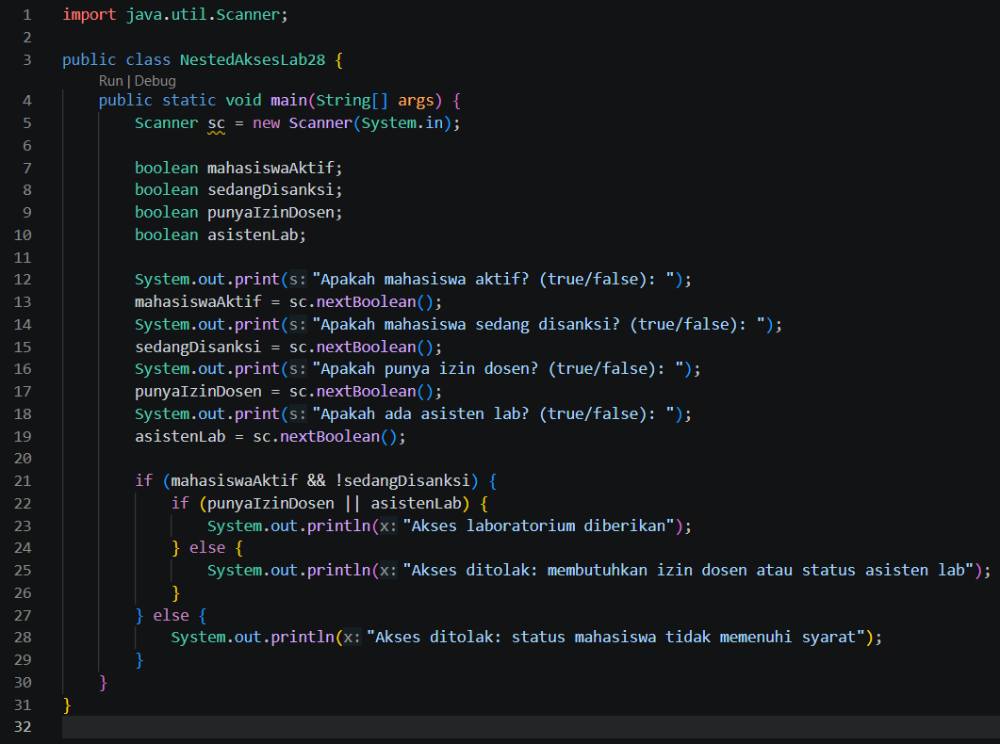 1 import java.util.Scanner;
2
3 public class NestedAksesLab28 {
Run | Debug
4 public static void main(String[] args) {
5 Scanner sc = new Scanner(System.in);
6
7 boolean mahasiswaAktif;
8 boolean sedangDisanksi;
9 boolean punyaIzinDosen;
10 boolean asistenLab;
11
12 System.out.print(s: "Apakah mahasiswa aktif? (true/false): ");
13 mahasiswaAktif = sc.nextBoolean();
14 System.out.print(s: "Apakah mahasiswa sedang disanksi? (true/false): ");
15 sedangDisanksi = sc.nextBoolean();
16 System.out.print(s: "Apakah punya izin dosen? (true/false): ");
17 punyaIzinDosen = sc.nextBoolean();
18 System.out.print(s: "Apakah ada asisten lab? (true/false): ");
19 asistenLab = sc.nextBoolean();
20
21 if (mahasiswaAktif && !sedangDisanksi) {
22 if (punyaIzinDosen || asistenLab) {
23 System.out.println(x: "Akses laboratorium diberikan");
24 } else {
25 System.out.println(x: "Akses ditolak: membutuhkan izin dosen atau status asisten lab");
26 }
27 } else {
28 System.out.println(x: "Akses ditolak: status mahasiswa tidak memenuhi syarat");
29 }
30 }
31 }
32